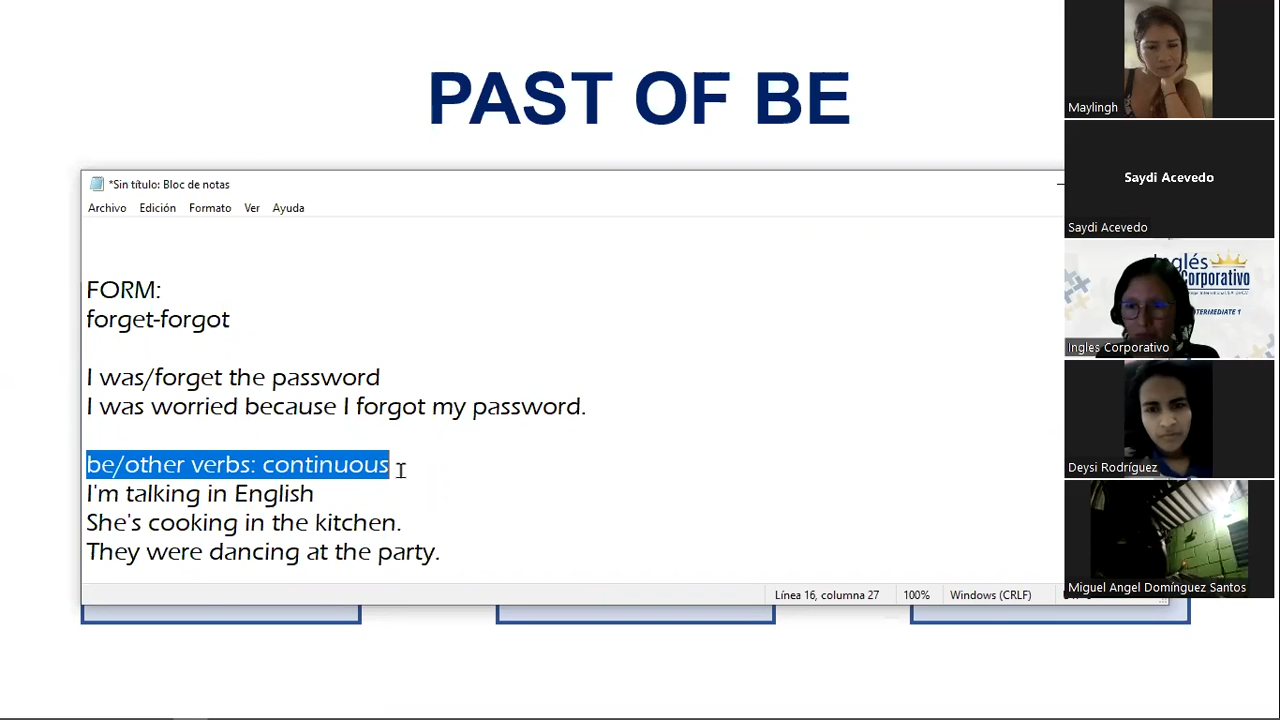 PAST OF BE
*Sin título: Bloc de notas
Archivo Edición Formato Ver Ayuda
FORM:
forget-forgot
I was/forget the password
I was worried because I forgot my password.
be/other verbs: continuous
I'm talking in English
She's cooking in the kitchen.
They were dancing at the party.
Línea 16, columna 27 100% Windows (CRLF)
Maylingh
Saydi Acevedo
Saydi Acevedo
Inglés
Corporativo
INTERMEDIATE 1
Ingles Corporativo
Deysi Rodríguez
Miguel Angel Domínguez Santos